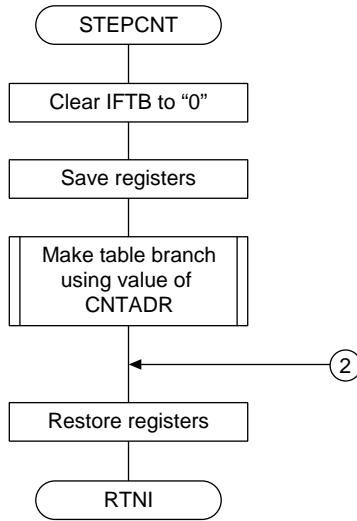 STEPCNT
Clear IFTB to “0”
Save registers
Make table branch
using value of
CNTADR
2
Restore registers
RTNI